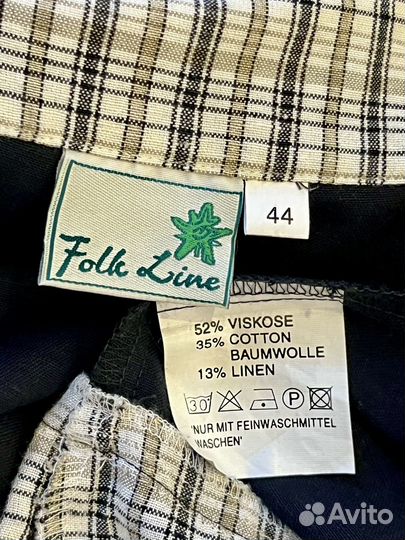 Folk Line
44
52% VISKOSE
35% COTTON
BAUMWOLLE
13% LINEN
30 P
'NUR MIT FEINWASCHMITTEL
WASCHEN'
Avito